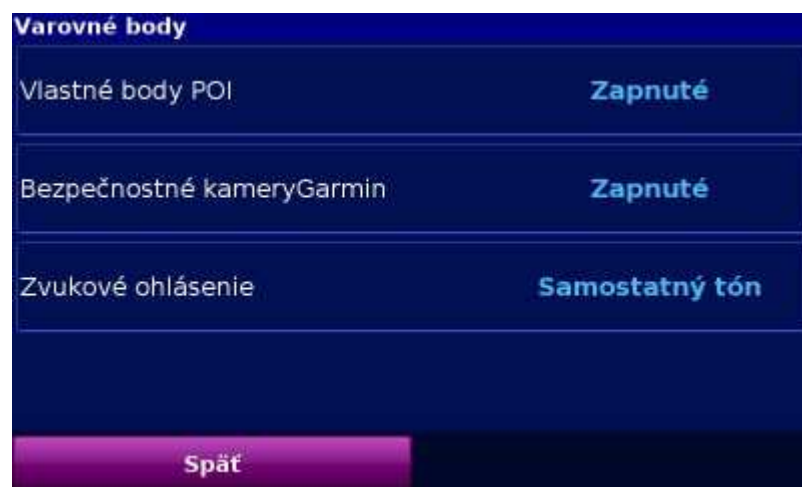 Varovné body
Vlastné body POI Zapnuté
Bezpečnostné kameryGarmin Zapnuté
Zvukové ohlásenie Samostatný tón
Späť